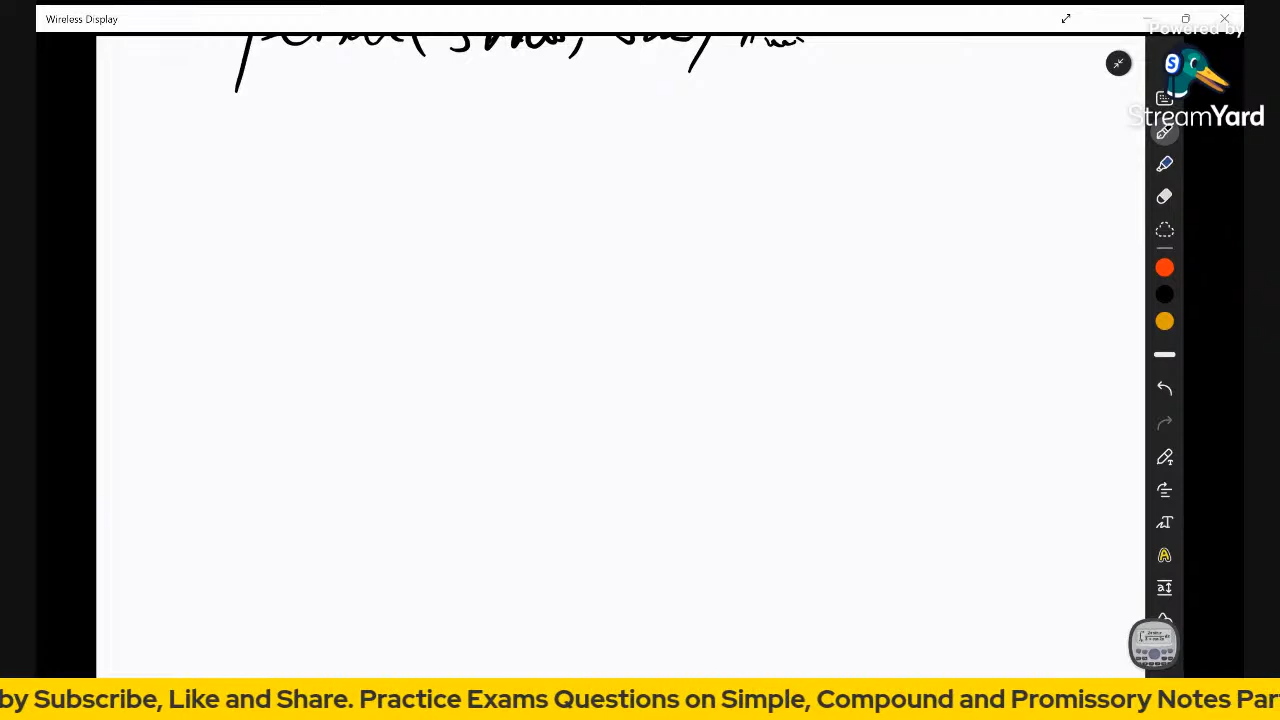 Wireless Display
Powered by
StreamYard
by Subscribe, Like and Share. Practice Exams Questions on Simple, Compound and Promissory Notes Par